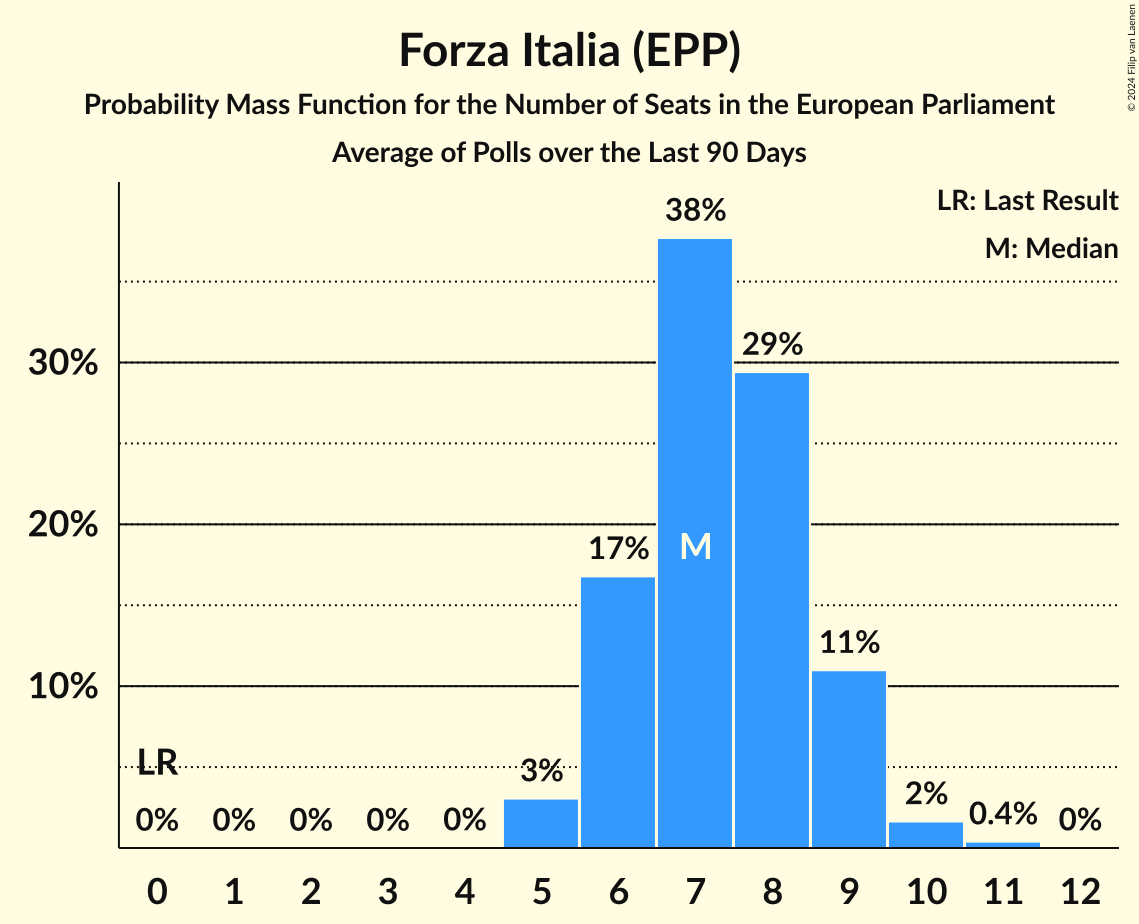 Forza Italia (EPP)
Probability Mass Function for the Number of Seats in the European Parliament
Average of Polls over the Last 90 Days
© 2024 Filip van Laenen
LR: Last Result
M: Median
38%
30%
29%
20%
17%
M
11%
10%
LR
3%
2%
0.4%
0%
0%
0%
0%
0%
0%
0 1 2 3 4 5 6 7 8 9 10 11 12